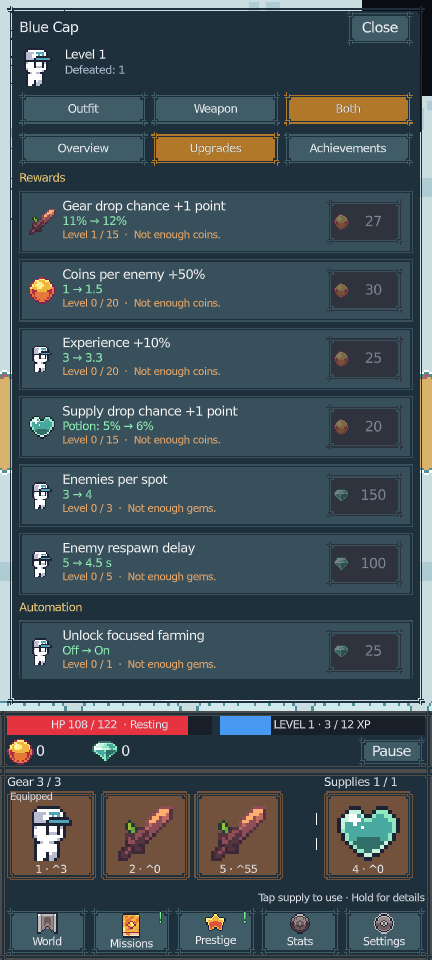 Blue Cap
Close
Level 1
Defeated: 1
Outfit
Weapon
Both
Overview
Upgrades
Achievements
Rewards
Gear drop chance +1 point
11% → 12%
Level 1 / 15 · Not enough coins.
27
Coins per enemy +50%
1 → 1.5
Level 0 / 20 · Not enough coins.
30
Experience +10%
3 → 3.3
Level 0 / 20 · Not enough coins.
25
Supply drop chance +1 point
Potion: 5% → 6%
Level 0 / 15 · Not enough coins.
20
Enemies per spot
3 → 4
Level 0 / 3 · Not enough gems.
150
Enemy respawn delay
5 → 4.5 s
Level 0 / 5 · Not enough gems.
100
Automation
Unlock focused farming
Off → On
Level 0 / 1 · Not enough gems.
25
HP 108 / 122 · Resting
LEVEL 1 · 3 / 12 XP
0
0
Pause
Gear 3 / 3
Supplies 1 / 1
Equipped
1 · ^3
2 · ^0
5 · ^55
4 · ^0
Tap supply to use · Hold for details
World
Missions
!
Prestige
!
Stats
Settings